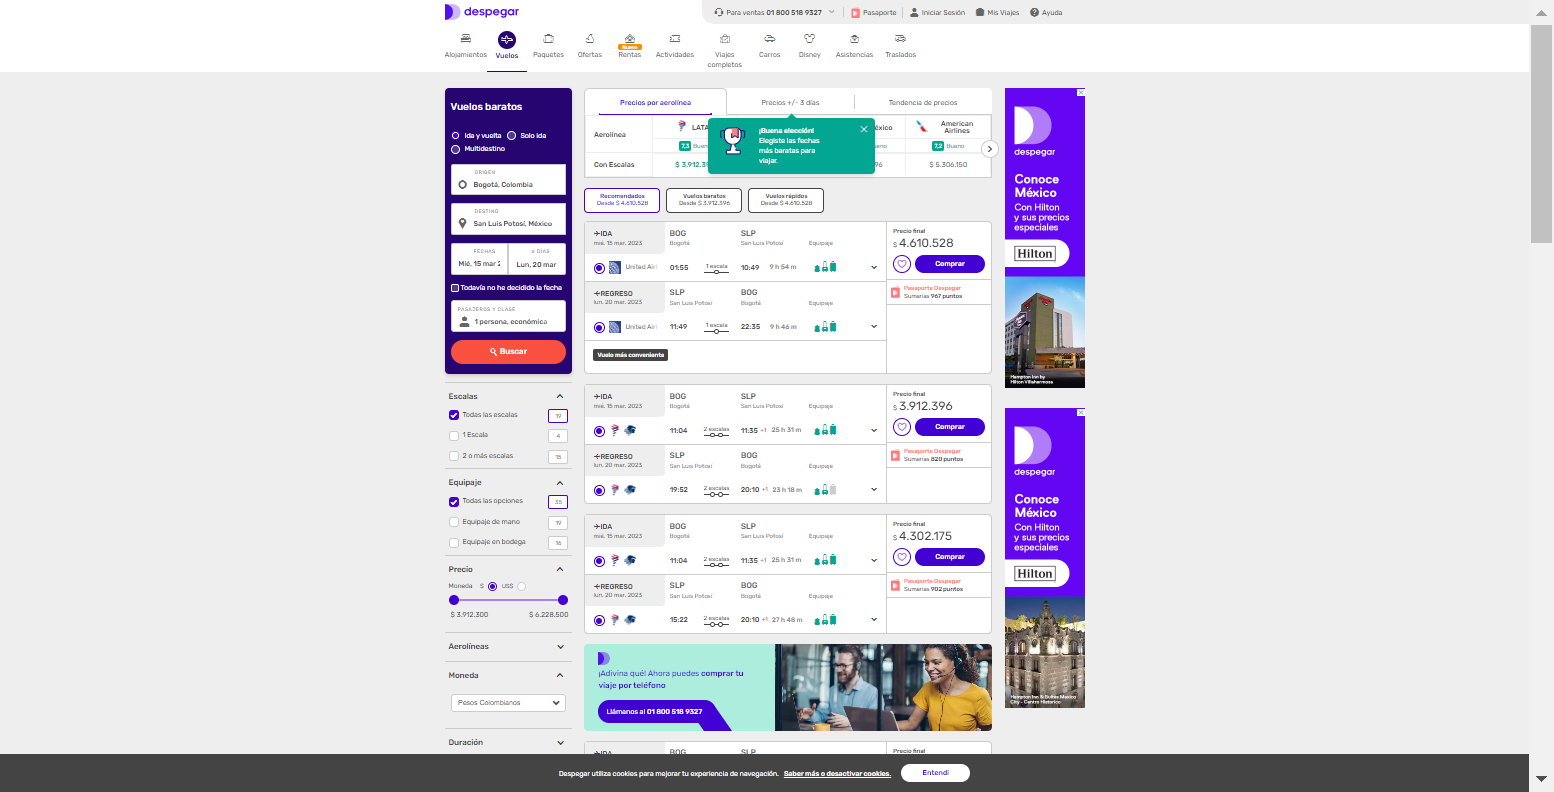 despegar
Para ventas 01 800 518 9327
Pasaporte
Iniciar Sesión
Mis Viajes
Ayuda
Alojamientos
Vuelos
Paquetes
Ofertas
Nuevo
Rentas
Actividades
Viajes
completos
Carros
Disney
Asistencias
Traslados
Vuelos baratos
Ida y vuelta
Solo ida
Multidestino
ORIGEN
Bogotá, Colombia
DESTINO
San Luis Potosí, México
FECHAS
Mié, 15 mar
6 DÍAS
Lun, 20 mar
Todavía no he decidido la fecha
PASAJEROS Y CLASE
1 persona, económica
Buscar
Escalas
Todas las escalas 19
1 Escala 4
2 o más escalas 15
Equipaje
Todas las opciones 35
Equipaje de mano 19
Equipaje en bodega 16
Precio
Moneda $ US$
$ 3.912.300 $ 6.228.500
Aerolíneas
Moneda
Pesos Colombianos
Duración
Precios por aerolínea
Precios +/- 3 días
Tendencia de precios
Aerolínea
LATA
éxico
American
Airlines
7,3 Bueno
7,2 Bueno
Con Escalas
$ 3.912.39
96
$ 5.306.150
¡Buena elección!
Elegiste las fechas
más baratas para
viajar.
Recomendados
Desde $ 4.610.528
Vuelos baratos
Desde $ 3.912.396
Vuelos rápidos
Desde $ 4.610.528
IDA
mié. 15 mar. 2023
BOG
Bogotá
SLP
San Luis Potosí
Equipaje
United Airl
01:55
1 escala
10:49
9 h 54 m
REGRESO
lun. 20 mar. 2023
SLP
San Luis Potosí
BOG
Bogotá
Equipaje
United Airl
11:49
1 escala
22:35
9 h 46 m
Vuelo más conveniente
Precio final
$ 4.610.528
Comprar
Pasaporte Despegar
Sumarías 967 puntos
IDA
mié. 15 mar. 2023
BOG
Bogotá
SLP
San Luis Potosí
Equipaje
11:04
2 escalas
11:35 +1
25 h 31 m
REGRESO
lun. 20 mar. 2023
SLP
San Luis Potosí
BOG
Bogotá
Equipaje
19:52
2 escalas
20:10 +1
23 h 18 m
Precio final
$ 3.912.396
Comprar
Pasaporte Despegar
Sumarías 820 puntos
IDA
mié. 15 mar. 2023
BOG
Bogotá
SLP
San Luis Potosí
Equipaje
11:04
2 escalas
11:35 +1
25 h 31 m
REGRESO
lun. 20 mar. 2023
SLP
San Luis Potosí
BOG
Bogotá
Equipaje
15:22
2 escalas
20:10 +1
27 h 48 m
Precio final
$ 4.302.175
Comprar
Pasaporte Despegar
Sumarías 902 puntos
¡Adivina qué! Ahora puedes comprar tu
viaje por teléfono
Llámanos al 01 800 518 9327
IDA
BOG
SLP
Precio final
despegar
Conoce
México
Con Hilton
y sus precios
especiales
Hilton
Hampton Inn by
Hilton Villahermosa
despegar
Conoce
México
Con Hilton
y sus precios
especiales
Hilton
Hampton Inn & Suites Mexico
City - Centro Historico
Despegar utiliza cookies para mejorar tu experiencia de navegación. Saber más o desactivar cookies.
Entendí